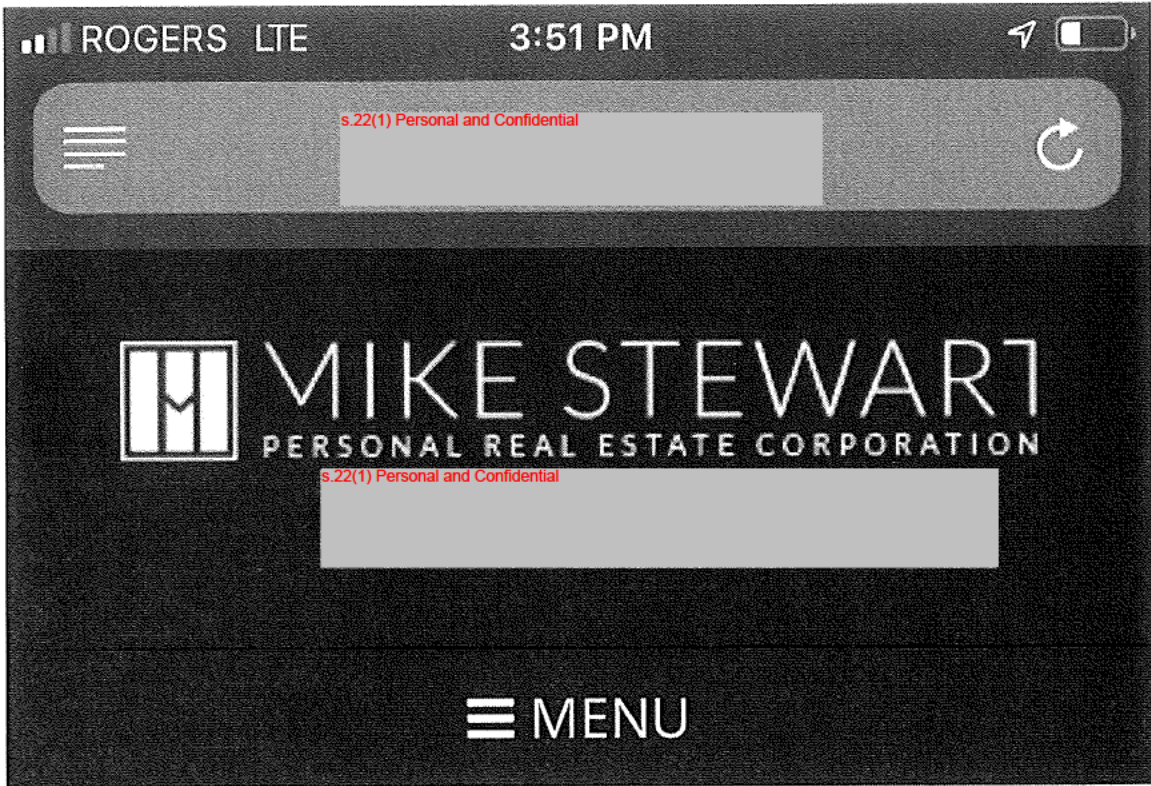 ROGERS LTE 3:51 PM
s.22(1) Personal and Confidential
MIKE STEWART
PERSONAL REAL ESTATE CORPORATION
s.22(1) Personal and Confidential
MENU